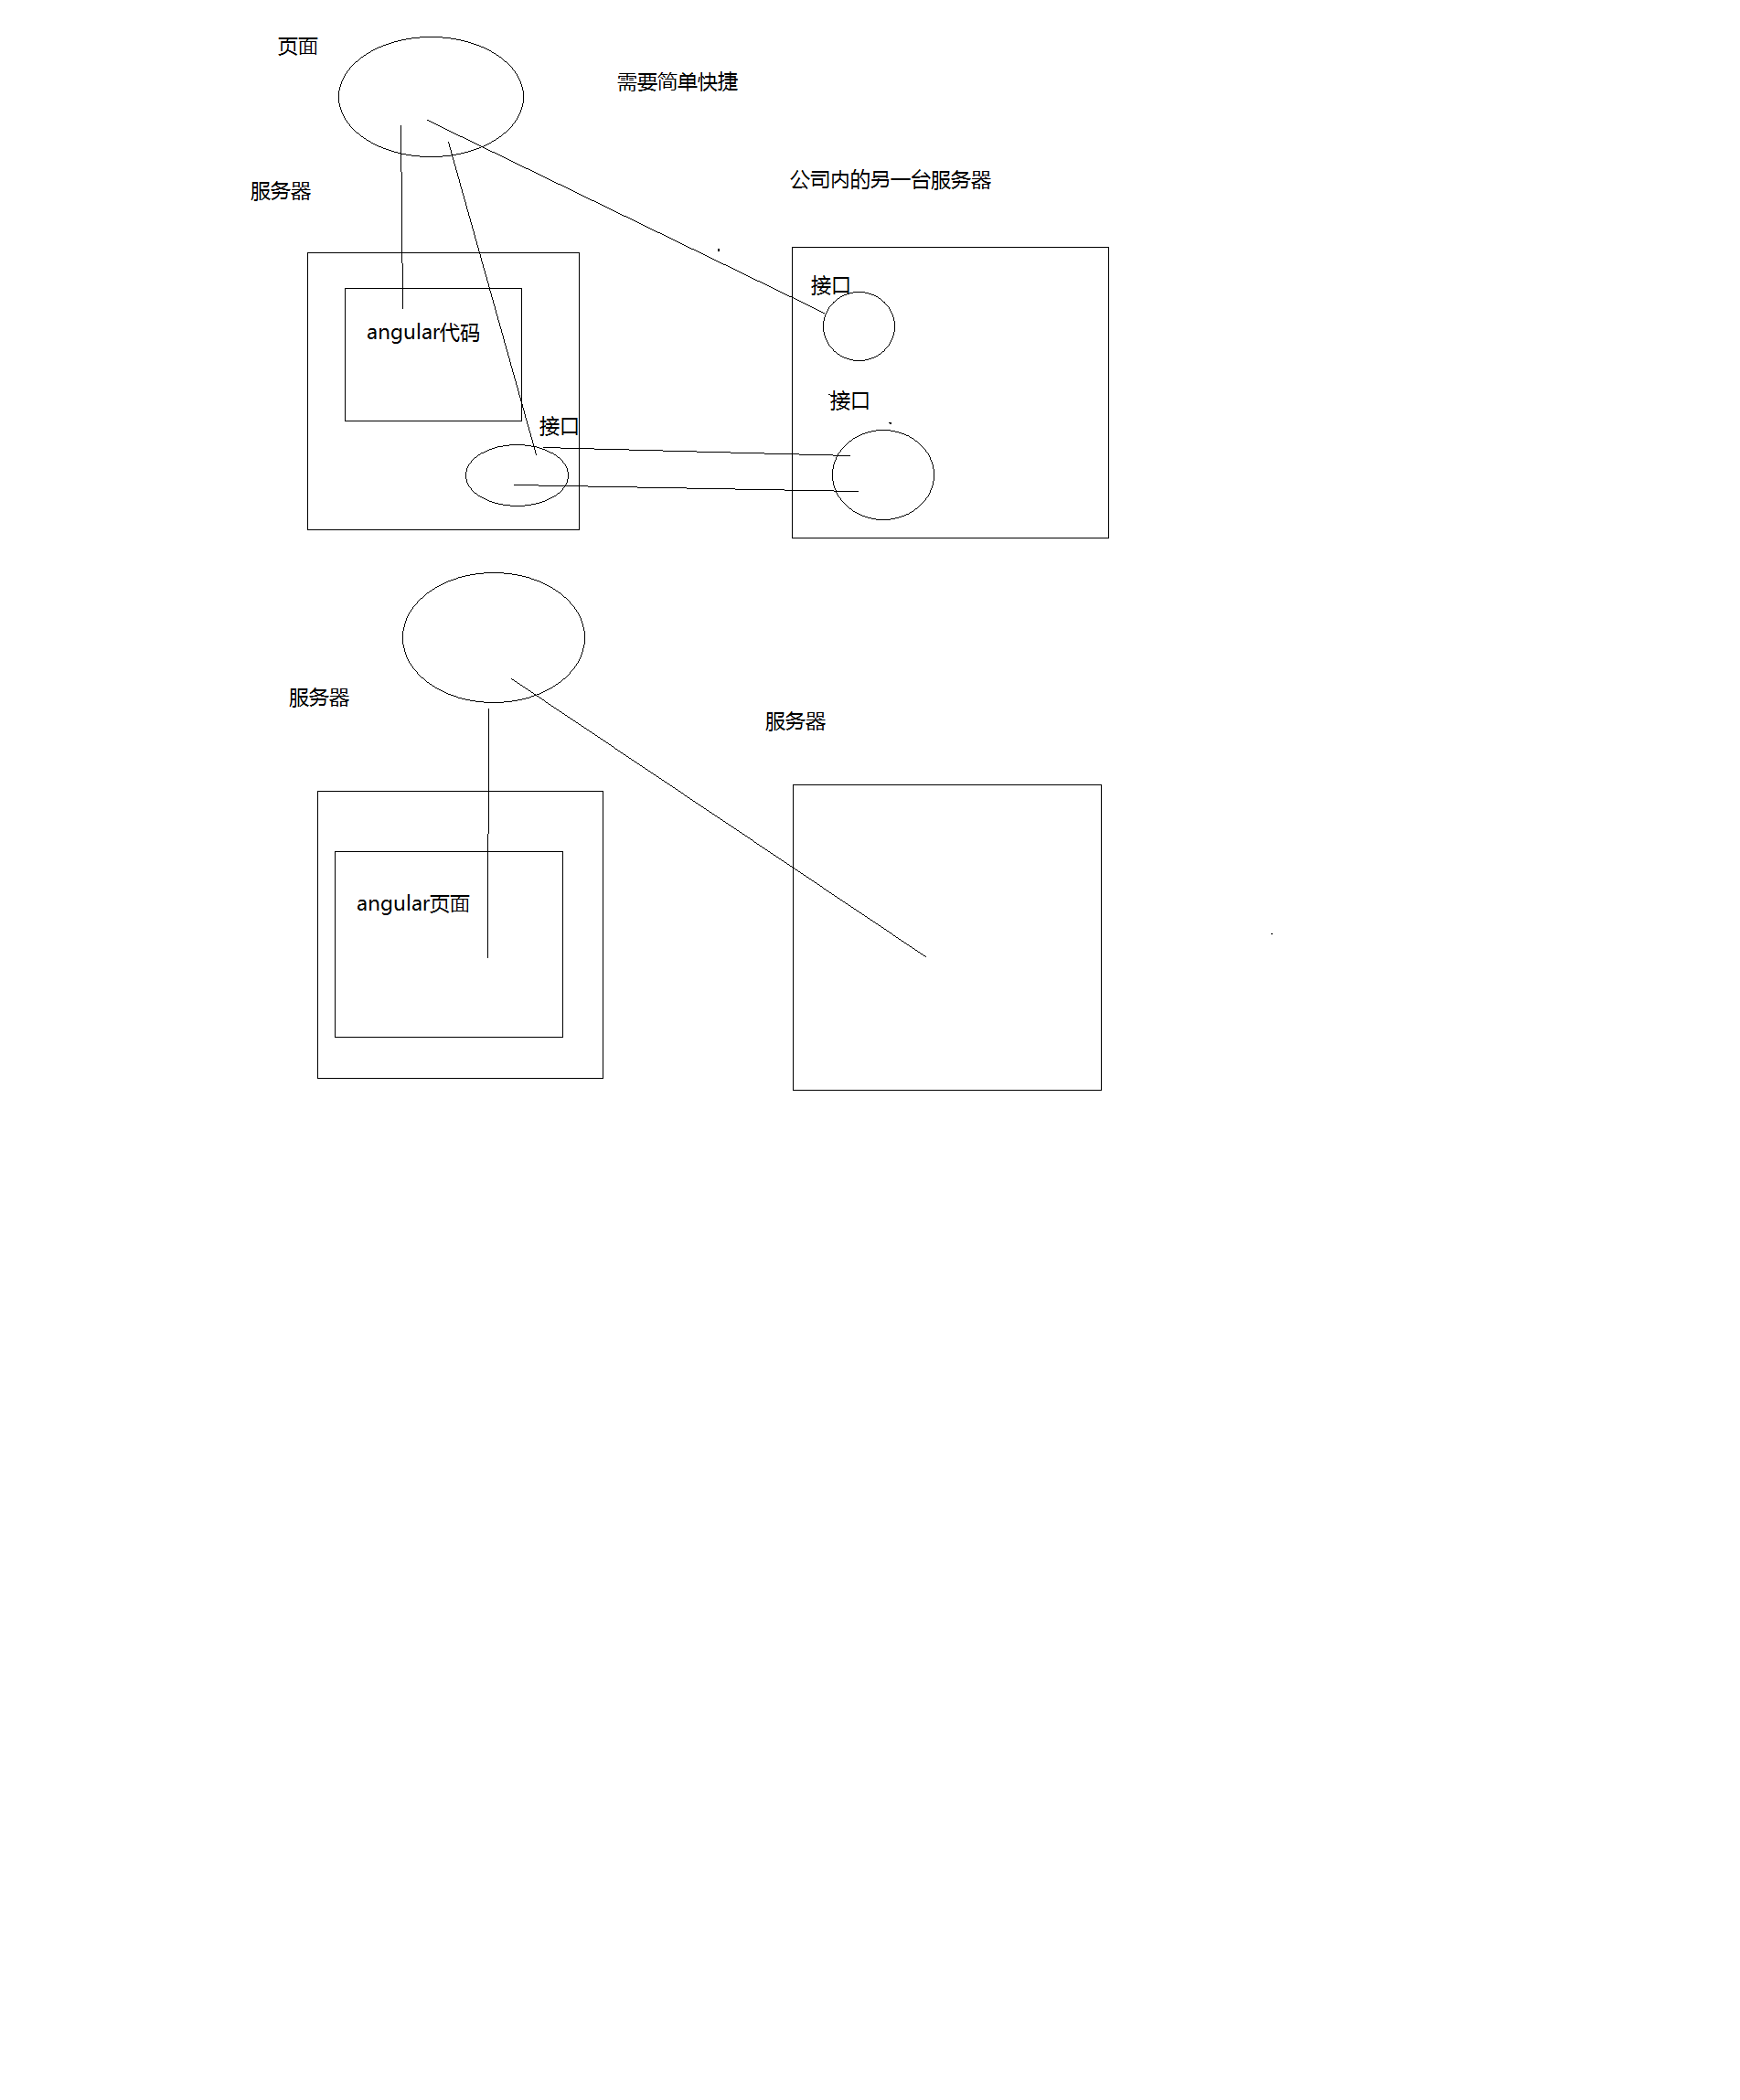 页面
需要简单快捷
公司内的另一台服务器
服务器
接口
angular代码
接口
接口
服务器
服务器
angular页面